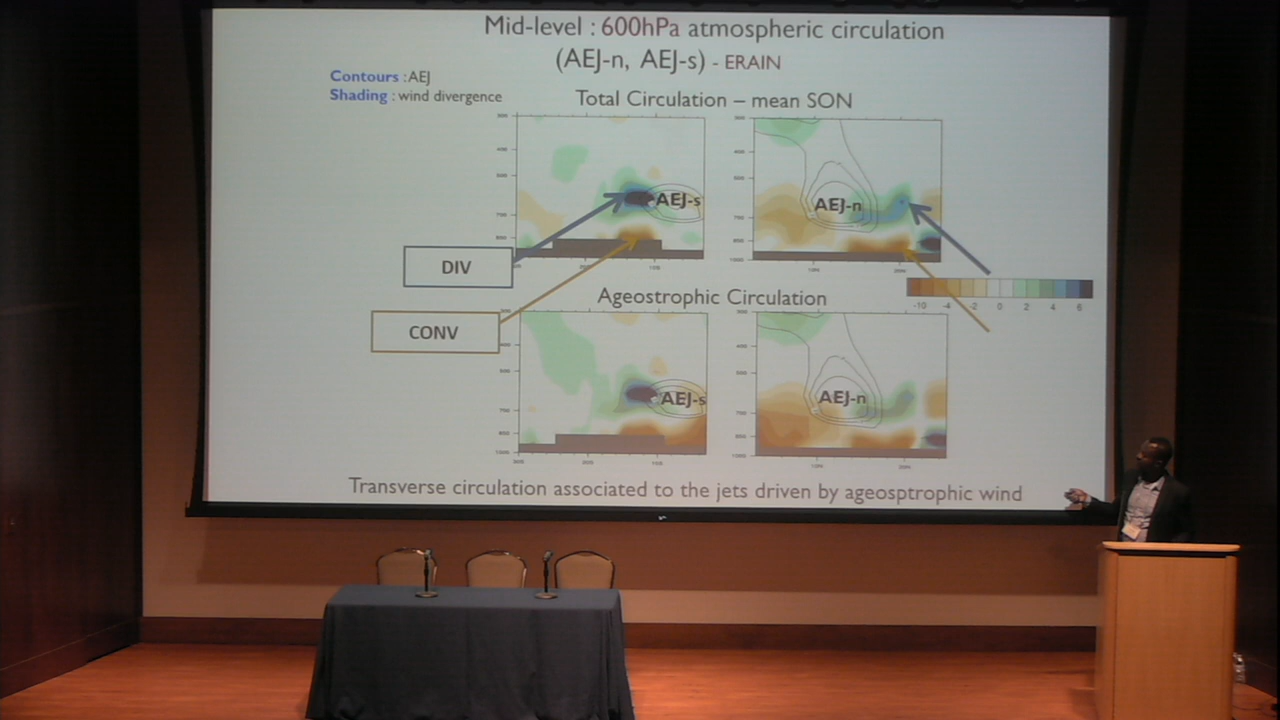 Mid-level : 600hPa atmospheric circulation
(AEJ-n, AEJ-s) - ERAIN
Contours : AEJ
Shading : wind divergence
Total Circulation – mean SON
AEJ-s
AEJ-n
DIV
-10 -4 -2 0 2 4 6
Ageostrophic Circulation
CONV
AEJ-s
AEJ-n
Transverse circulation associated to the jets driven by ageosptrophic wind